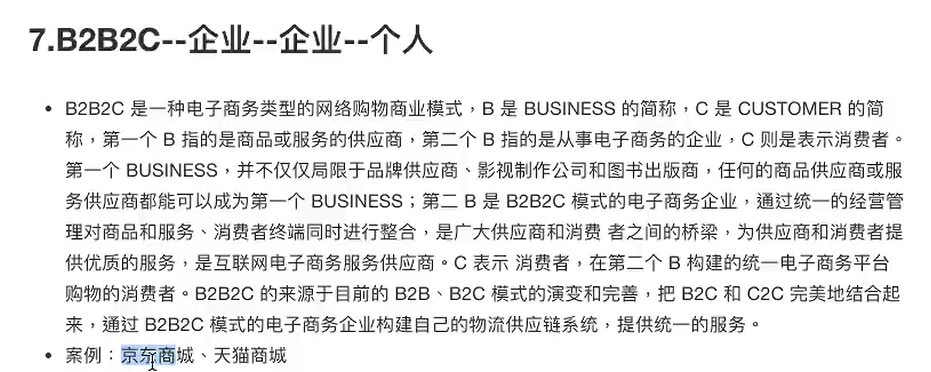 7.B2B2C--企业--企业--个人
• B2B2C 是一种电子商务类型的网络购物商业模式，B 是 BUSINESS 的简称，C 是 CUSTOMER 的简
称，第一个 B 指的是商品或服务的供应商，第二个 B 指的是从事电子商务的企业，C 则是表示消费者。
第一个 BUSINESS，并不仅仅局限于品牌供应商、影视制作公司和图书出版商，任何的商品供应商或服
务供应商都能可以成为第一个 BUSINESS；第二 B 是 B2B2C 模式的电子商务企业，通过统一的经营管
理对商品和服务、消费者终端同时进行整合，是广大供应商和消费 者之间的桥梁，为供应商和消费者提
供优质的服务，是互联网电子商务服务供应商。C 表示 消费者，在第二个 B 构建的统一电子商务平台
购物的消费者。B2B2C 的来源于目前的 B2B、B2C 模式的演变和完善，把 B2C 和 C2C 完美地结合起
来，通过 B2B2C 模式的电子商务企业构建自己的物流供应链系统，提供统一的服务。
• 案例：京东商城、天猫商城